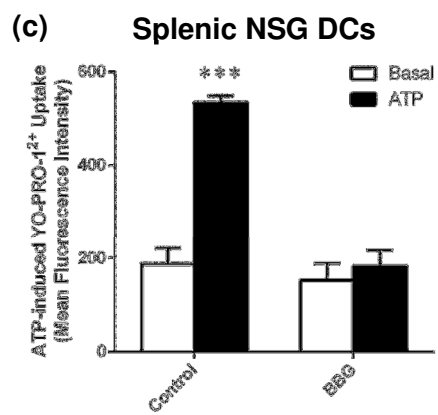 (c) Splenic NSG DCs
ATP-induced YO-PRO-1²⁺ Uptake
(Mean Fluorescence Intensity)
600
400
200
0
***
Basal
ATP
Control
BBG